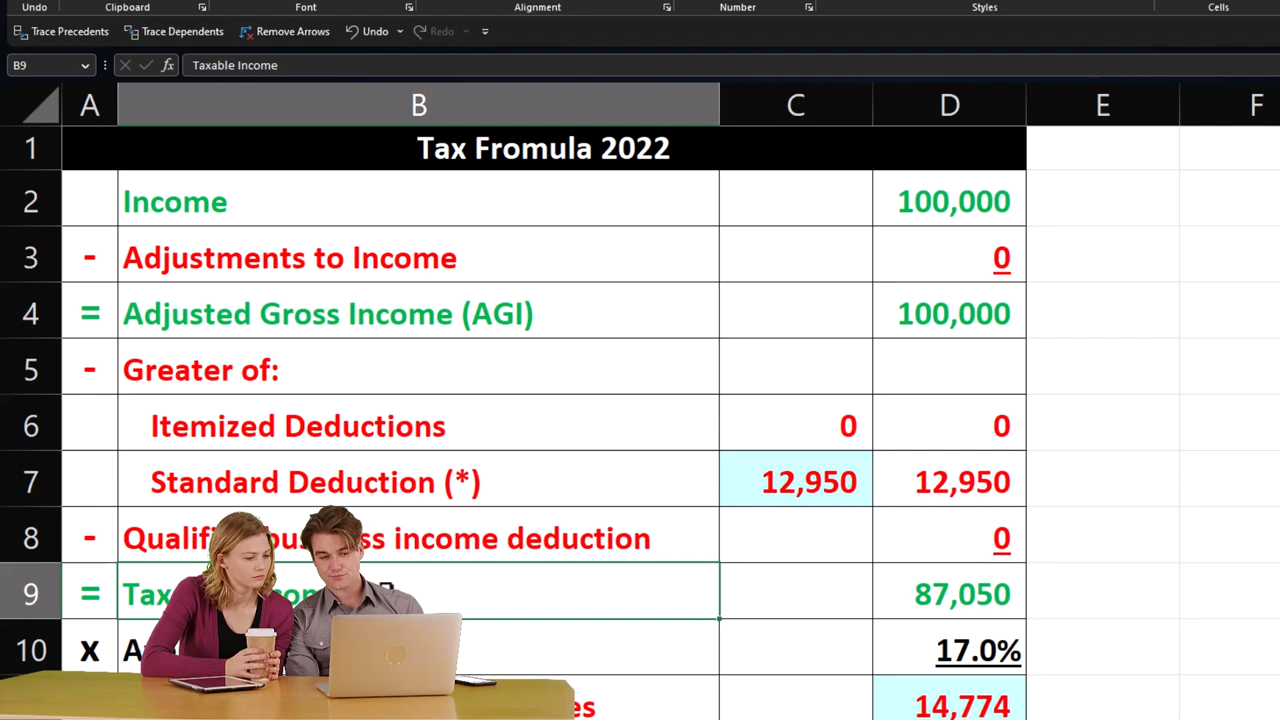 Undo Clipboard Font Alignment Number Styles Cells
Trace Precedents Trace Dependents Remove Arrows Undo Redo
B9 fx Taxable Income
A B C D E F
1 Tax Fromula 2022
2 Income 100,000
3 - Adjustments to Income 0
4 = Adjusted Gross Income (AGI) 100,000
5 - Greater of:
6 Itemized Deductions 0 0
7 Standard Deduction (*) 12,950 12,950
8 - income deduction 0
9 = 87,050
10 x 17.0%
14,774